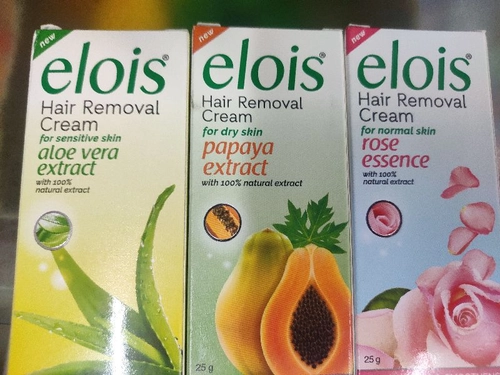 new
elois®
Hair Removal
Cream
for sensitive skin
aloe vera
extract
with 100%
natural extract
new
elois®
Hair Removal
Cream
for dry skin
papaya
extract
with 100% natural extract
25 g
new
elois®
Hair Removal
Cream
for normal skin
rose
essence
with 100%
natural extract
25 g